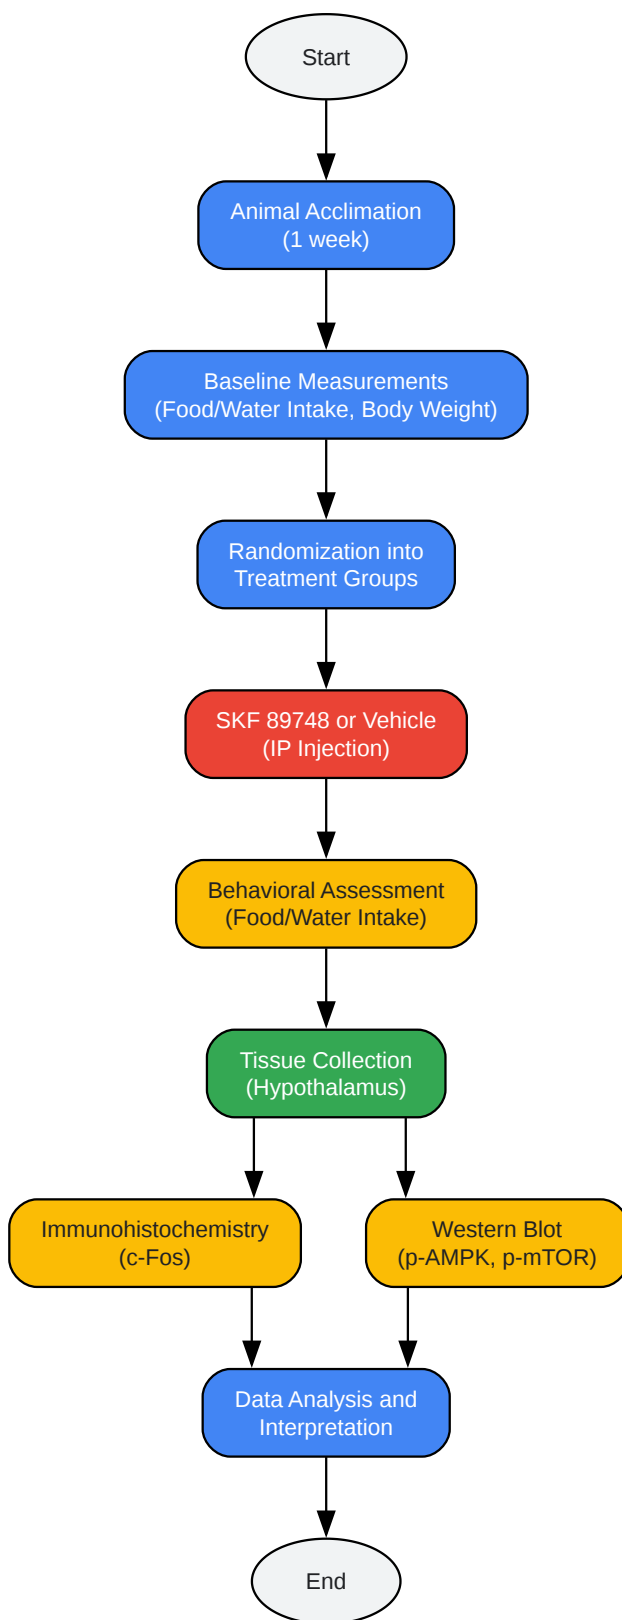 Start
Animal Acclimation
(1 week)
Baseline Measurements
(Food/Water Intake, Body Weight)
Randomization into
Treatment Groups
SKF 89748 or Vehicle
(IP Injection)
Behavioral Assessment
(Food/Water Intake)
Tissue Collection
(Hypothalamus)
Immunohistochemistry
(c-Fos)
Western Blot
(p-AMPK, p-mTOR)
Data Analysis and
Interpretation
End